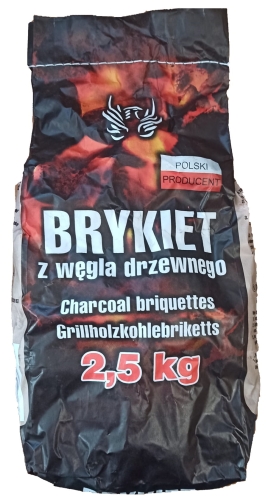 POLSKI
PRODUCENT
BRYKIET
z węgla drzewnego
Charcoal briquettes
Grillholzkohlebriketts
2,5 kg